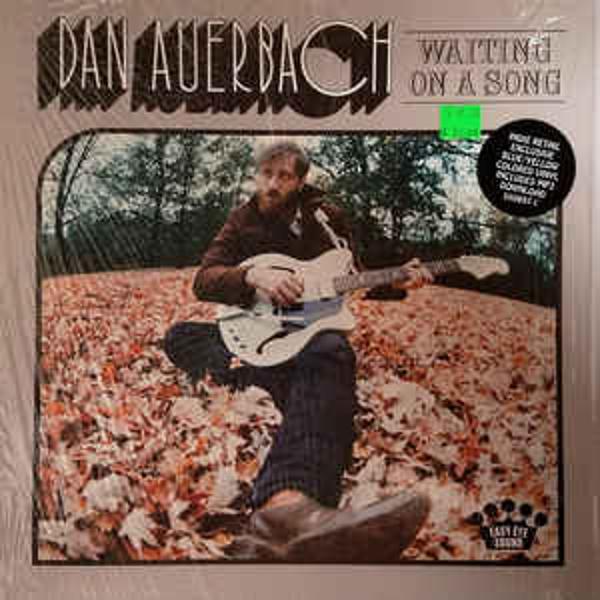 DAN AUERBACH
WAITING
ON A SONG
INDIE RETAIL
EXCLUSIVE
BLUE/YELLOW
COLORED VINYL
INCLUDES MP3
DOWNLOAD
EASY EYE
SOUND